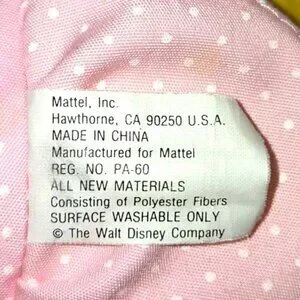 Mattel, Inc.
Hawthorne, CA 90250 U.S.A.
MADE IN CHINA
Manufactured for Mattel
REG. NO. PA-60
ALL NEW MATERIALS
Consisting of Polyester Fibers
SURFACE WASHABLE ONLY
© The Walt Disney Company